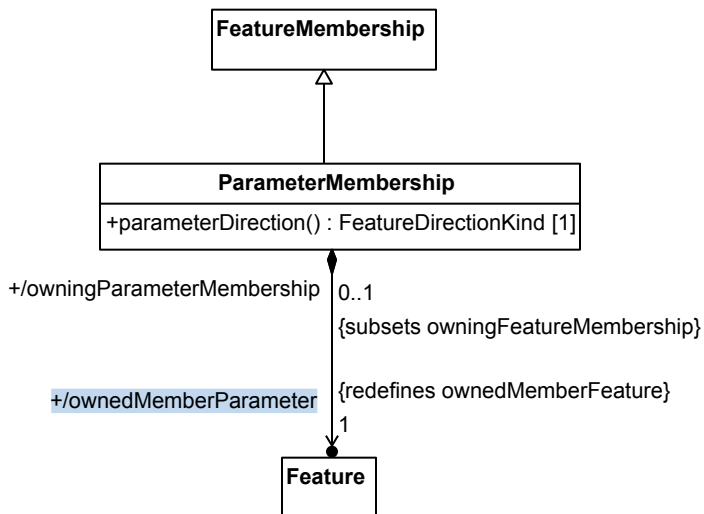 FeatureMembership
ParameterMembership
+parameterDirection() : FeatureDirectionKind [1]
+/owningParameterMembership
0..1
{subsets owningFeatureMembership}
+/ownedMemberParameter
{redefines ownedMemberFeature}
1
Feature